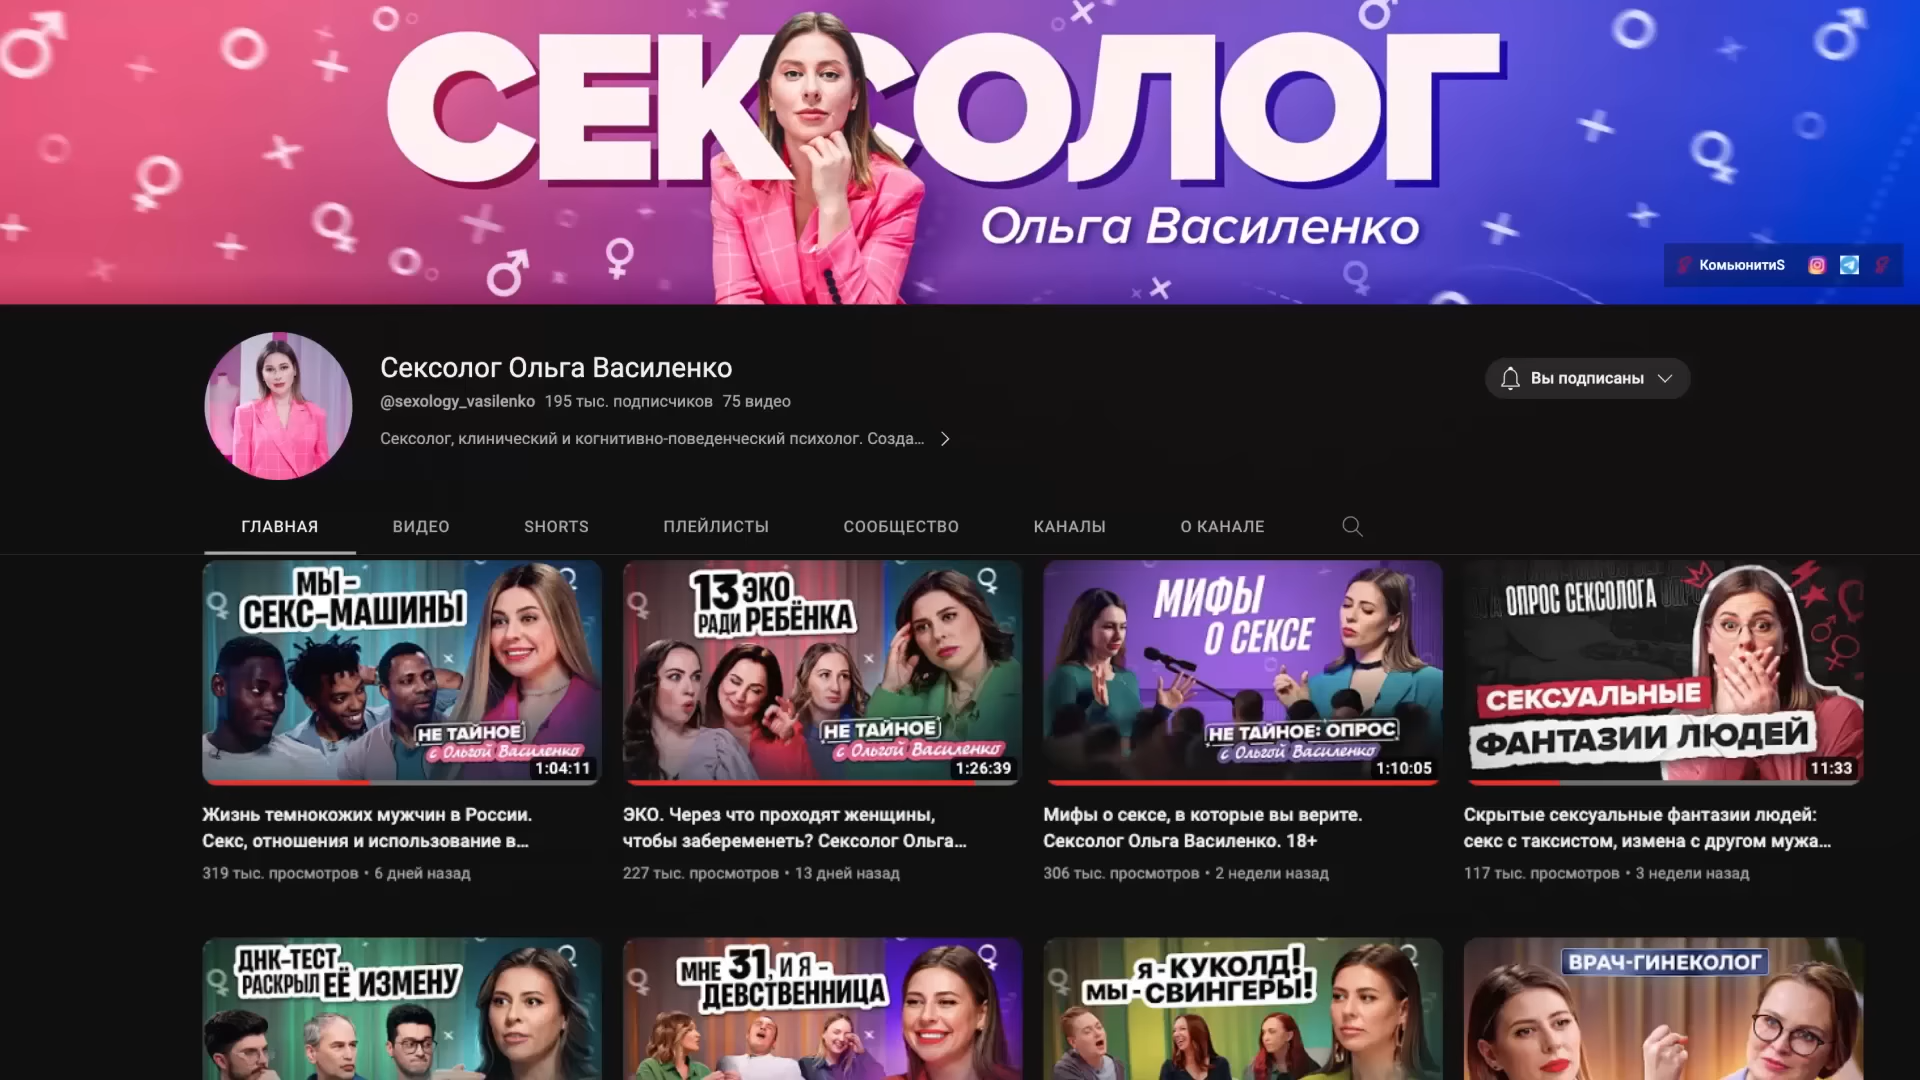 СЕКСОЛОГ
Ольга Василенко
КомьюнитиS
Сексолог Ольга Василенко
@sexology_vasilenko 195 тыс. подписчиков 75 видео
Сексолог, клинический и когнитивно-поведенческий психолог. Созда...
Вы подписаны
ГЛАВНАЯ ВИДЕО SHORTS ПЛЕЙЛИСТЫ СООБЩЕСТВО КАНАЛЫ О КАНАЛЕ
МЫ -
СЕКС-МАШИНЫ
НЕ ТАЙНОЕ
с Ольгой Василенко
1:04:11
Жизнь темнокожих мужчин в России.
Секс, отношения и использование в...
319 тыс. просмотров • 6 дней назад
13 ЭКО
РАДИ РЕБЁНКА
НЕ ТАЙНОЕ
с Ольгой Василенко
1:26:39
ЭКО. Через что проходят женщины,
чтобы забеременеть? Сексолог Ольга...
227 тыс. просмотров • 13 дней назад
МИФЫ
О СЕКСЕ
НЕ ТАЙНОЕ: ОПРОС
с Ольгой Василенко
1:10:05
Мифы о сексе, в которые вы верите.
Сексолог Ольга Василенко. 18+
306 тыс. просмотров • 2 недели назад
ОПРОС СЕКСОЛОГА
СЕКСУАЛЬНЫЕ
ФАНТАЗИИ ЛЮДЕЙ
11:33
Скрытые сексуальные фантазии людей:
секс с таксистом, измена с другом мужа...
117 тыс. просмотров • 3 недели назад
ДНК-ТЕСТ
РАСКРЫЛ ЕЁ ИЗМЕНУ
МНЕ 31, И Я -
ДЕВСТВЕННИЦА
Я - КУКОЛД!
МЫ - СВИНГЕРЫ!
ВРАЧ-ГИНЕКОЛОГ